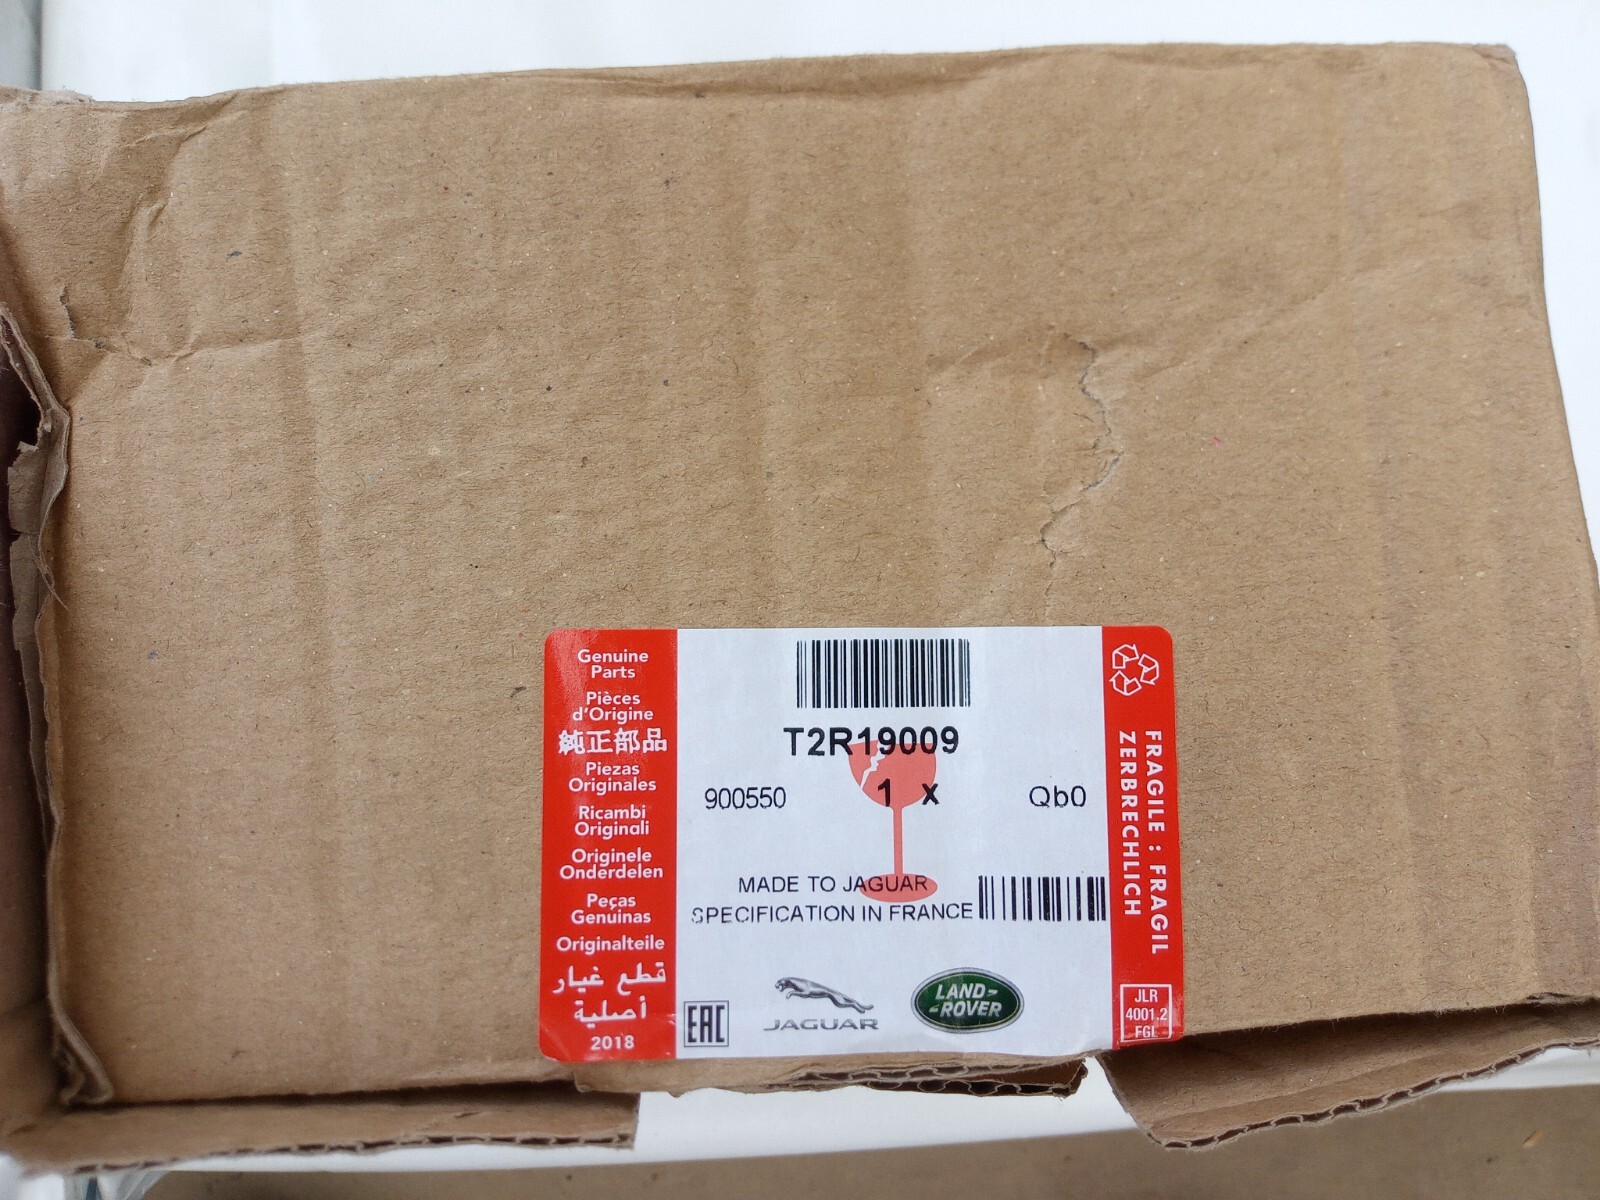 Genuine
Parts
Pièces
d'Origine
純正部品
Piezas
Originales
Ricambi
Originali
Originele
Onderdelen
Peças
Genuinas
Originalteile
قطع غيار
أصلية
2018
T2R19009
900550 1 x Qb0
MADE TO JAGUAR
SPECIFICATION IN FRANCE
EAC
JAGUAR
LAND-
-ROVER
FRAGILE : FRAGIL
ZERBRECHLICH
JLR
4001.2
FGL